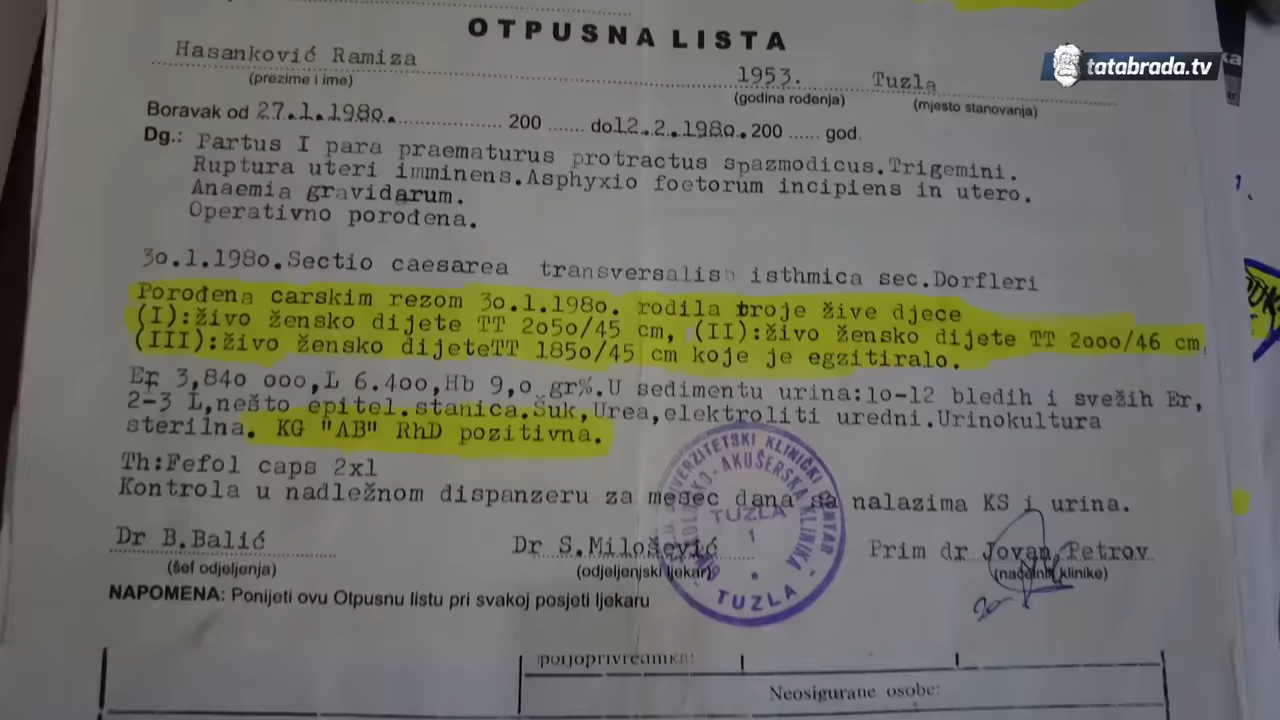 OTPUSNA LISTA
tatabrada.tv
Hasanković Ramiza
1953.
Tuzla
(prezime i ime)
(godina rođenja)
(mjesto stanovanja)
Boravak od 27.1.1980. 200 ...... do 12.2.1980. 200 ...... god.
Dg.: Partus I para praematurus protractus spazmodicus.Trigemini.
Ruptura uteri imminens.Asphyxio foetorum incipiens in utero.
Anaemia gravidarum.
Operativno porođena.
30.1.1980.Sectio caesarea transversalis isthmica sec.Dorfleri
Porođena carskim rezom 30.1.1980. rodila troje žive djece
(I):živo žensko dijete TT 2050/45 cm, (II):živo žensko dijete TT 2000/46 cm,
(III):živo žensko dijeteTT 1850/45 cm koje je egzitiralo.
Er 3,840 000,L 6.400,Hb 9,0 gr%.U sedimentu urina:10-12 bledih i svežih Er,
2-3 L,nešto epitel.stanica.Šuk,Urea,elektroliti uredni.Urinokultura
sterilna. KG "AB" RhD pozitivna.
Th:Fefol caps 2x1
Kontrola u nadležnom dispanzeru za mesec dana sa nalazima KS i urina.
Dr B.Balić
Dr S.Milošević
Prim dr Jovan Petrov
(šef odjeljenja)
(odjeljenjski ljekar)
(načelnik klinike)
TUZLA
1
TUZLA
NAPOMENA: Ponijeti ovu Otpusnu listu pri svakoj posjeti ljekaru
poljoprivrednika:
Neosigurane osobe: